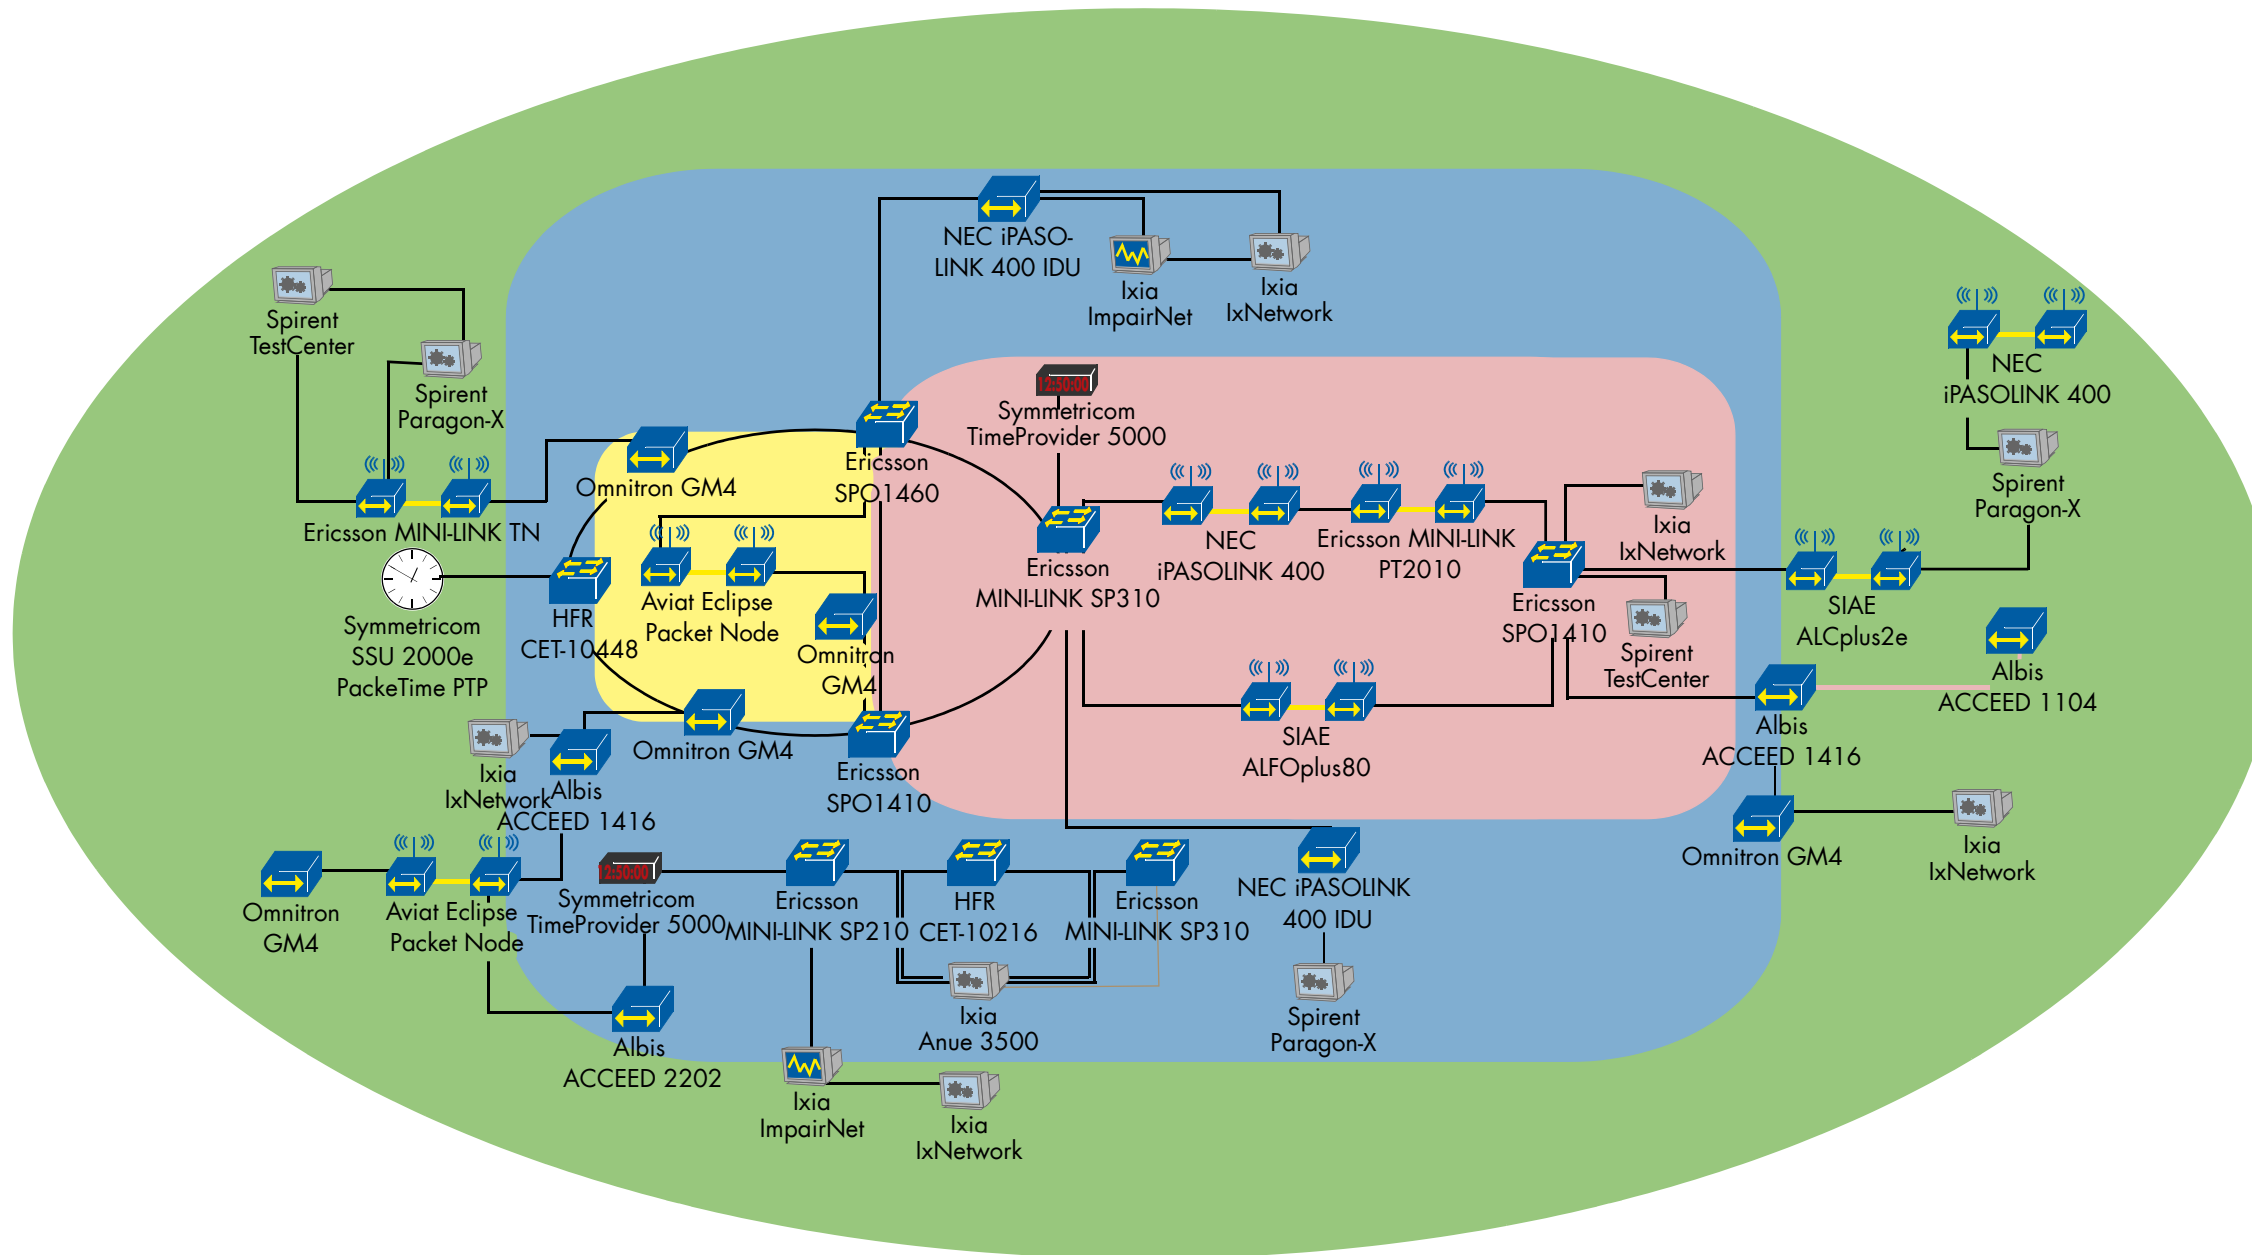 NEC iPASO-
LINK 400 IDU
Ixia
ImpairNet
Ixia
IxNetwork
Spirent
TestCenter
Spirent
Paragon-X
Ericsson MINI-LINK TN
Symmetricom
SSU 2000e
PackeTime PTP
Omnitron GM4
HFR
CET-10448
Aviat Eclipse
Packet Node
Omnitron
GM4
Omnitron GM4
Ericsson
SPO1460
Ericsson
SPO1410
12:50:00
Symmetricom
TimeProvider 5000
Ericsson
MINI-LINK SP310
NEC
iPASOLINK 400
Ericsson MINI-LINK
PT2010
Ixia
IxNetwork
Ericsson
SPO1410
Spirent
TestCenter
SIAE
ALFOplus80
NEC
iPASOLINK 400
Spirent
Paragon-X
SIAE
ALCplus2e
Albis
ACCEED 1104
Albis
ACCEED 1416
Omnitron GM4
Ixia
IxNetwork
Ixia
IxNetwork
Albis
ACCEED 1416
Omnitron
GM4
Aviat Eclipse
Packet Node
12:50:00
Symmetricom
TimeProvider 5000
Albis
ACCEED 2202
Ericsson
MINI-LINK SP210
HFR
CET-10216
Ericsson
MINI-LINK SP310
Ixia
Anue 3500
NEC iPASOLINK
400 IDU
Spirent
Paragon-X
Ixia
ImpairNet
Ixia
IxNetwork